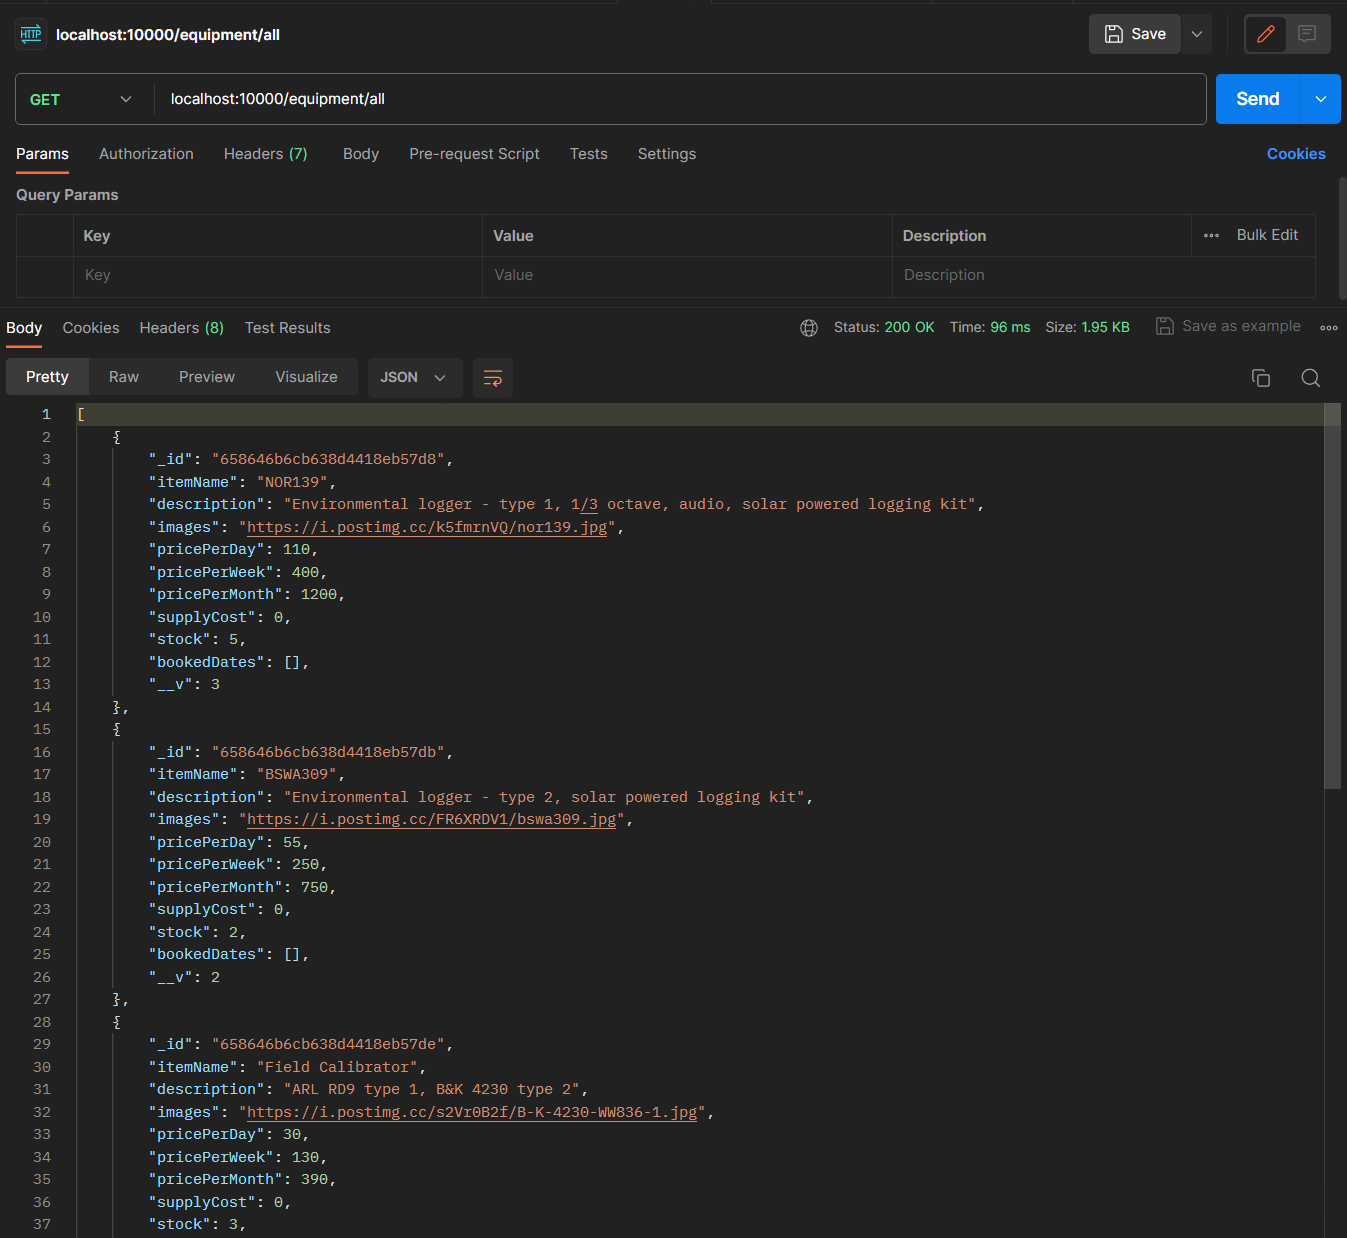 HTTP localhost:10000/equipment/all Save
GET localhost:10000/equipment/all Send
Params Authorization Headers (7) Body Pre-request Script Tests Settings Cookies
Query Params
Key Value Description Bulk Edit
Key Value Description
Body Cookies Headers (8) Test Results Status: 200 OK Time: 96 ms Size: 1.95 KB Save as example
Pretty Raw Preview Visualize JSON
1 [
2 {
3 "_id": "658646b6cb638d4418eb57d8",
4 "itemName": "NOR139",
5 "description": "Environmental logger - type 1, 1/3 octave, audio, solar powered logging kit",
6 "images": "https://i.postimg.cc/k5fmrnVQ/nor139.jpg",
7 "pricePerDay": 110,
8 "pricePerWeek": 400,
9 "pricePerMonth": 1200,
10 "supplyCost": 0,
11 "stock": 5,
12 "bookedDates": [],
13 "__v": 3
14 },
15 {
16 "_id": "658646b6cb638d4418eb57db",
17 "itemName": "BSWA309",
18 "description": "Environmental logger - type 2, solar powered logging kit",
19 "images": "https://i.postimg.cc/FR6XRDV1/bswa309.jpg",
20 "pricePerDay": 55,
21 "pricePerWeek": 250,
22 "pricePerMonth": 750,
23 "supplyCost": 0,
24 "stock": 2,
25 "bookedDates": [],
26 "__v": 2
27 },
28 {
29 "_id": "658646b6cb638d4418eb57de",
30 "itemName": "Field Calibrator",
31 "description": "ARL RD9 type 1, B&K 4230 type 2",
32 "images": "https://i.postimg.cc/s2Vr0B2f/B-K-4230-WW836-1.jpg",
33 "pricePerDay": 30,
34 "pricePerWeek": 130,
35 "pricePerMonth": 390,
36 "supplyCost": 0,
37 "stock": 3,